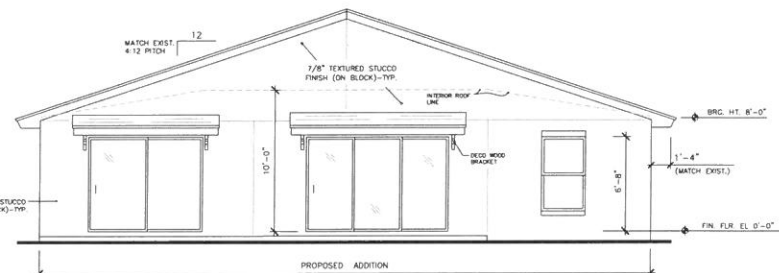 12
MATCH EXIST.
4:12 PITCH
7/8" TEXTURED STUCCO
FINISH (ON BLOCK)-TYP.
INTERIOR ROOF
LINE
BRG. HT. 8'-0"
10'-0"
DECO WOOD
BRACKET
6'-8"
1'-4"
(MATCH EXIST.)
STUCCO
K)-TYP.
FIN. FLR. EL 0'-0"
PROPOSED ADDITION